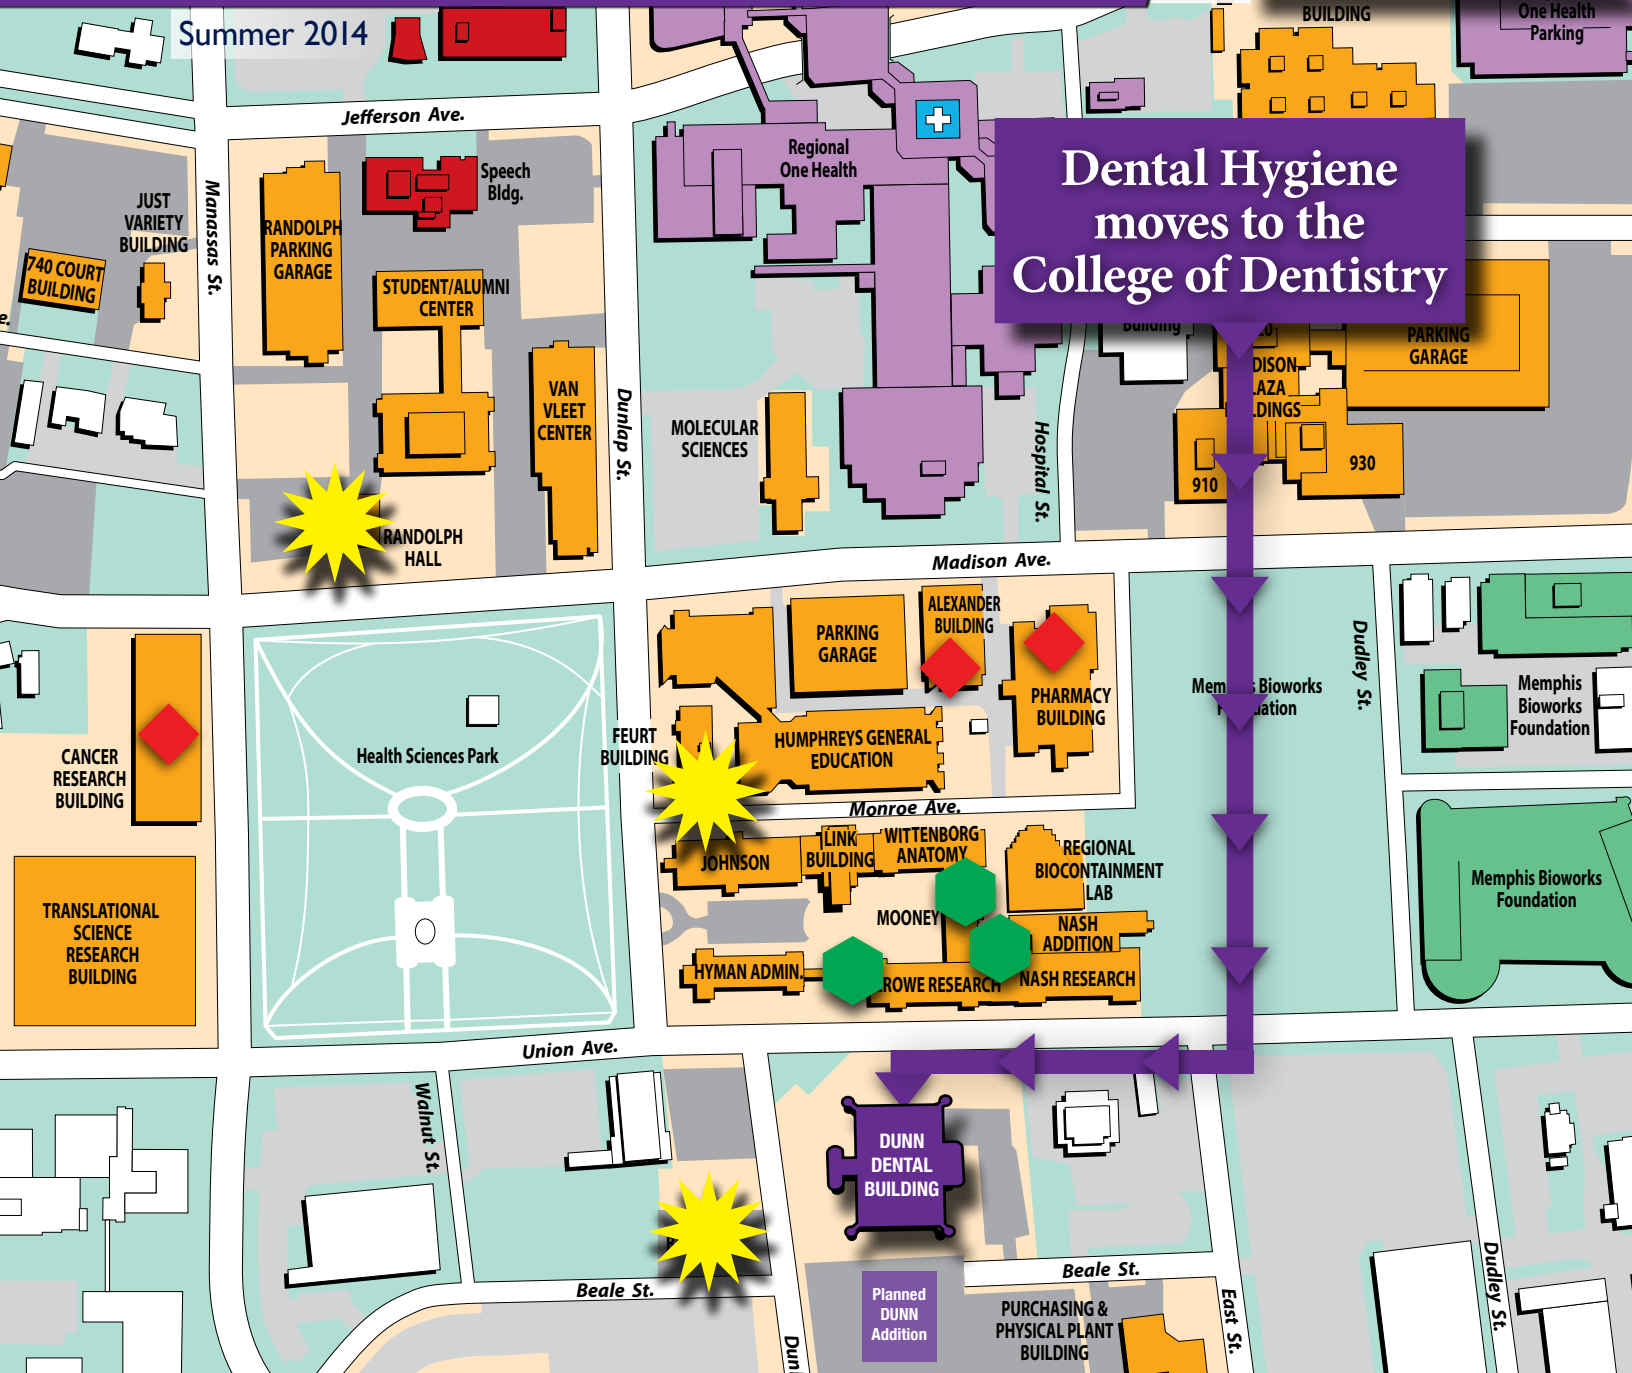 Summer 2014
BUILDING
One Health
Parking
Jefferson Ave.
Manassas St.
JUST
VARIETY
BUILDING
740 COURT
BUILDING
RANDOLPH
PARKING
GARAGE
Speech
Bldg.
STUDENT/ALUMNI
CENTER
VAN
VLEET
CENTER
Dunlap St.
RANDOLPH
HALL
Regional
One Health
MOLECULAR
SCIENCES
Hospital St.
Dental Hygiene
moves to the
College of Dentistry
Building
PARKING
GARAGE
910
930
Madison Ave.
CANCER
RESEARCH
BUILDING
TRANSLATIONAL
SCIENCE
RESEARCH
BUILDING
Health Sciences Park
FEURT
BUILDING
PARKING
GARAGE
ALEXANDER
BUILDING
PHARMACY
BUILDING
HUMPHREYS GENERAL
EDUCATION
Monroe Ave.
JOHNSON
LINK
BUILDING
WITTENBORG
ANATOMY
REGIONAL
BIOCONTAINMENT
LAB
MOONEY
NASH
ADDITION
HYMAN ADMIN.
CROWE RESEARCH
NASH RESEARCH
Bioworks
Dudley St.
Memphis
Bioworks
Foundation
Memphis Bioworks
Foundation
Union Ave.
Walnut St.
Beale St.
DUNN
DENTAL
BUILDING
Planned
DUNN
Addition
Beale St.
PURCHASING &
PHYSICAL PLANT
BUILDING
East St.
Dudley St.